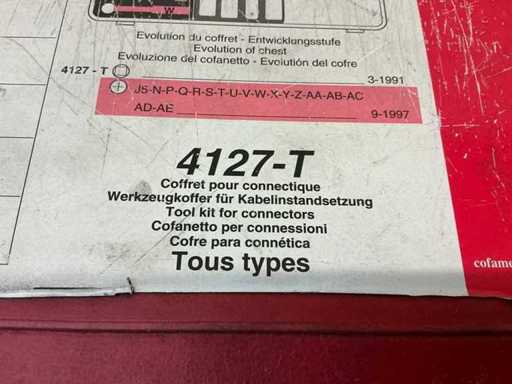 W
Evolution du coffret - Entwicklungsstufe
Evolution of chest
Evoluzione del cofanetto - Evolución del cofre
4127 - T
3-1991
J5-N-P-Q-R-S-T-U-V-W-X-Y-Z-AA-AB-AC
AD-AE
9-1997
4127-T
Coffret pour connectique
Werkzeugkoffer für Kabelinstandsetzung
Tool kit for connectors
Cofanetto per connessioni
Cofre para connética
Tous types
cofame